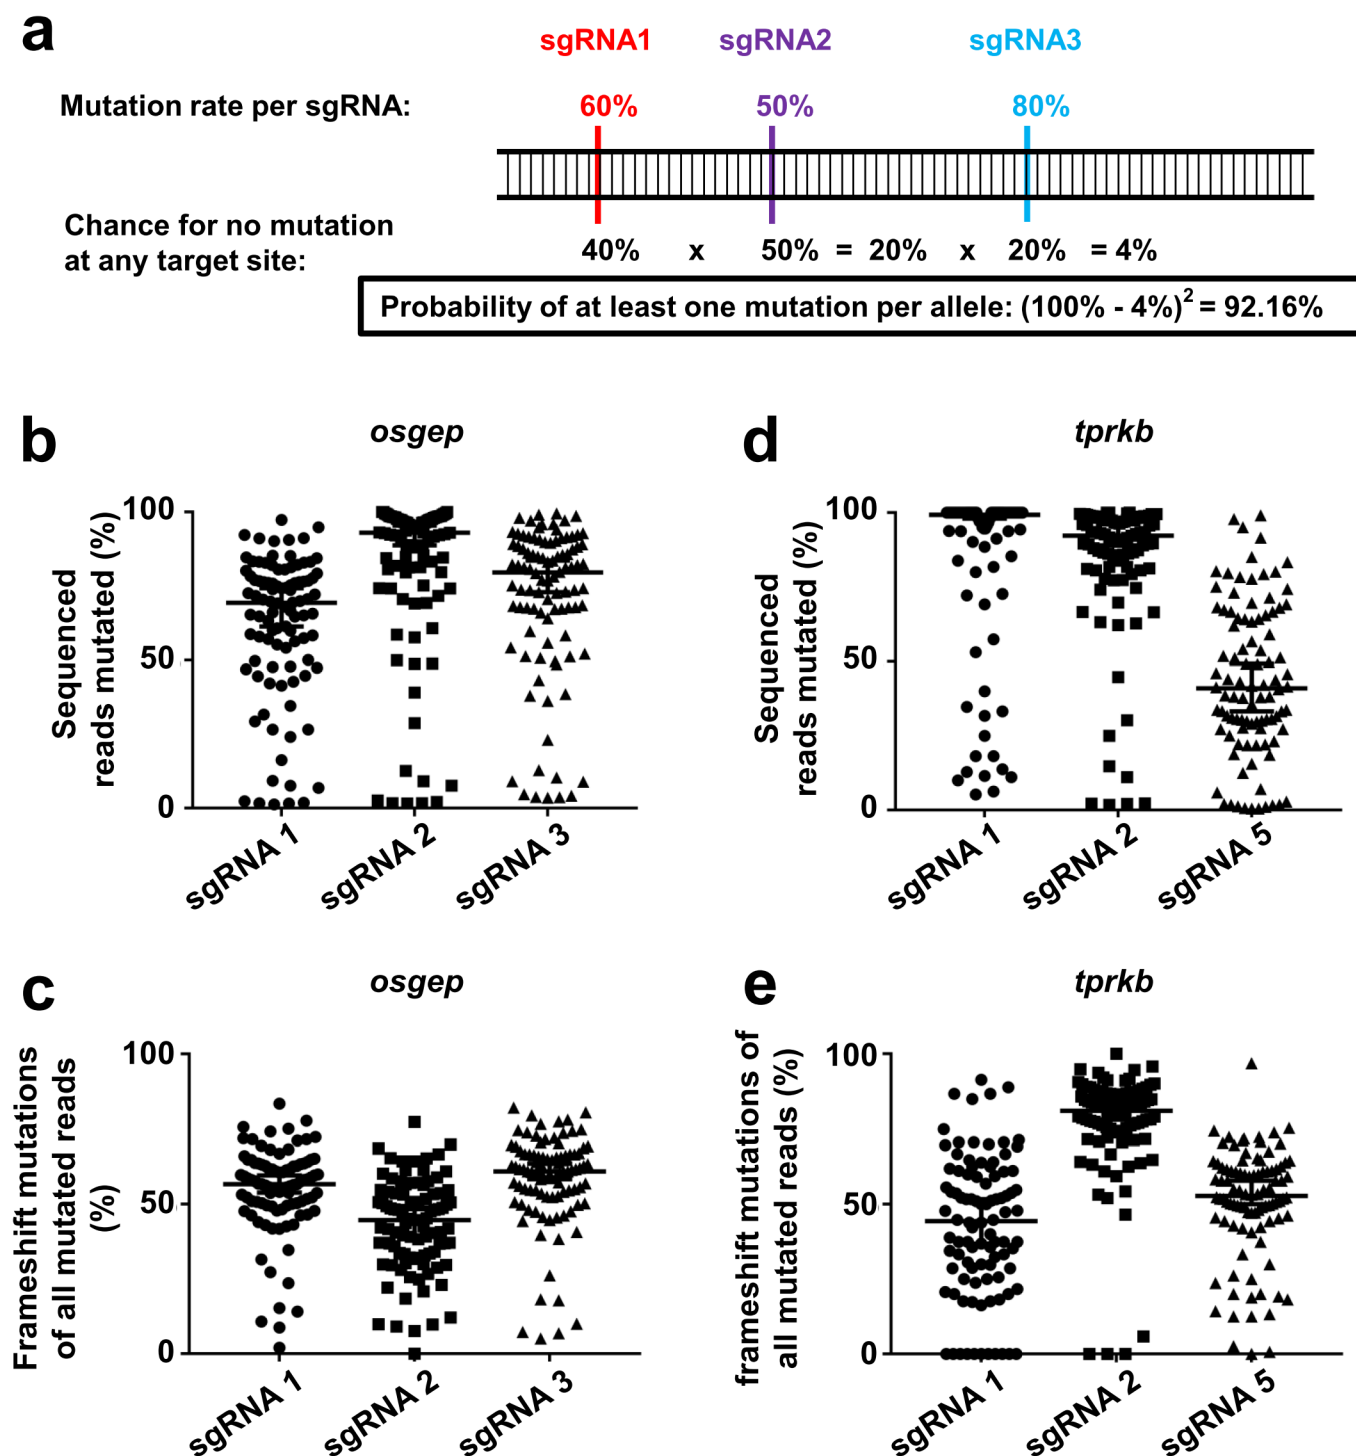 a
sgRNA1 sgRNA2 sgRNA3
Mutation rate per sgRNA: 60% 50% 80%
Chance for no mutation
at any target site: 40% x 50% = 20% x 20% = 4%
Probability of at least one mutation per allele: (100% - 4%)2 = 92.16%
b
osgep
Sequenced
reads mutated (%)
100
50
0
sgRNA 1
sgRNA 2
sgRNA 3
d
tprkb
Sequenced
reads mutated (%)
100
50
0
sgRNA 1
sgRNA 2
sgRNA 5
c
osgep
Frameshift mutations
of all mutated reads
(%)
100
50
0
sgRNA 1
sgRNA 2
sgRNA 3
e
tprkb
frameshift mutations of
all mutated reads (%)
100
50
0
sgRNA 1
sgRNA 2
sgRNA 5